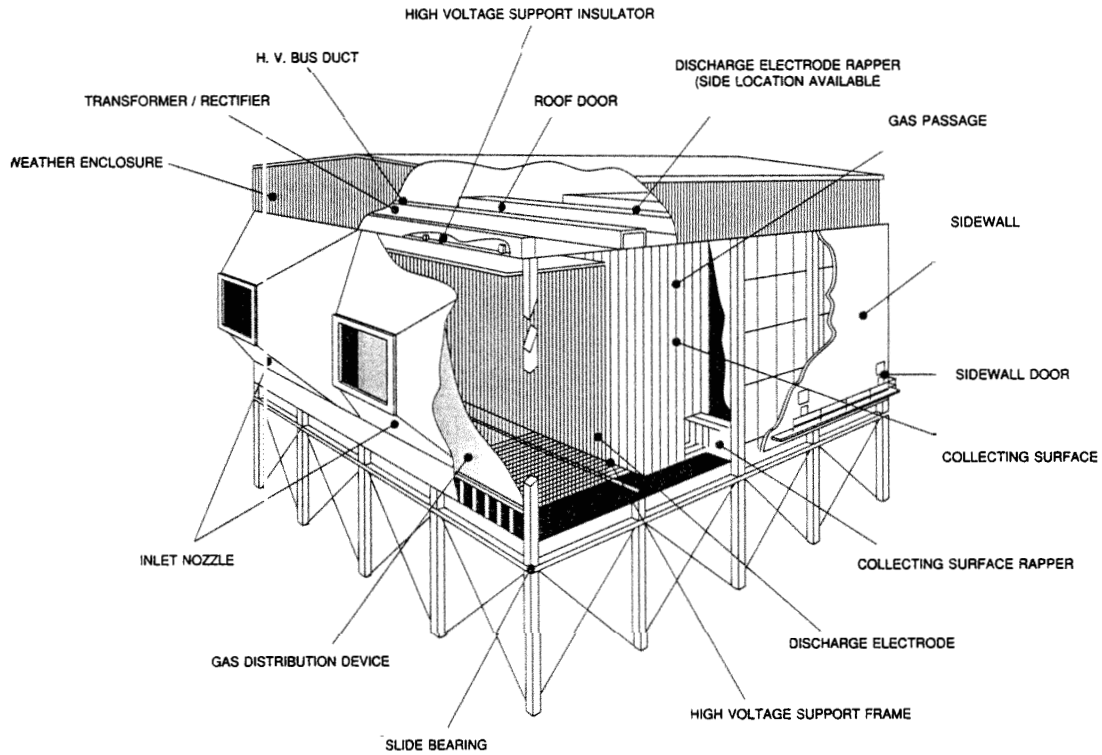 HIGH VOLTAGE SUPPORT INSULATOR
H. V. BUS DUCT
DISCHARGE ELECTRODE RAPPER
(SIDE LOCATION AVAILABLE
TRANSFORMER / RECTIFIER
ROOF DOOR
GAS PASSAGE
WEATHER ENCLOSURE
SIDEWALL
SIDEWALL DOOR
COLLECTING SURFACE
INLET NOZZLE
COLLECTING SURFACE RAPPER
DISCHARGE ELECTRODE
GAS DISTRIBUTION DEVICE
HIGH VOLTAGE SUPPORT FRAME
SLIDE BEARING